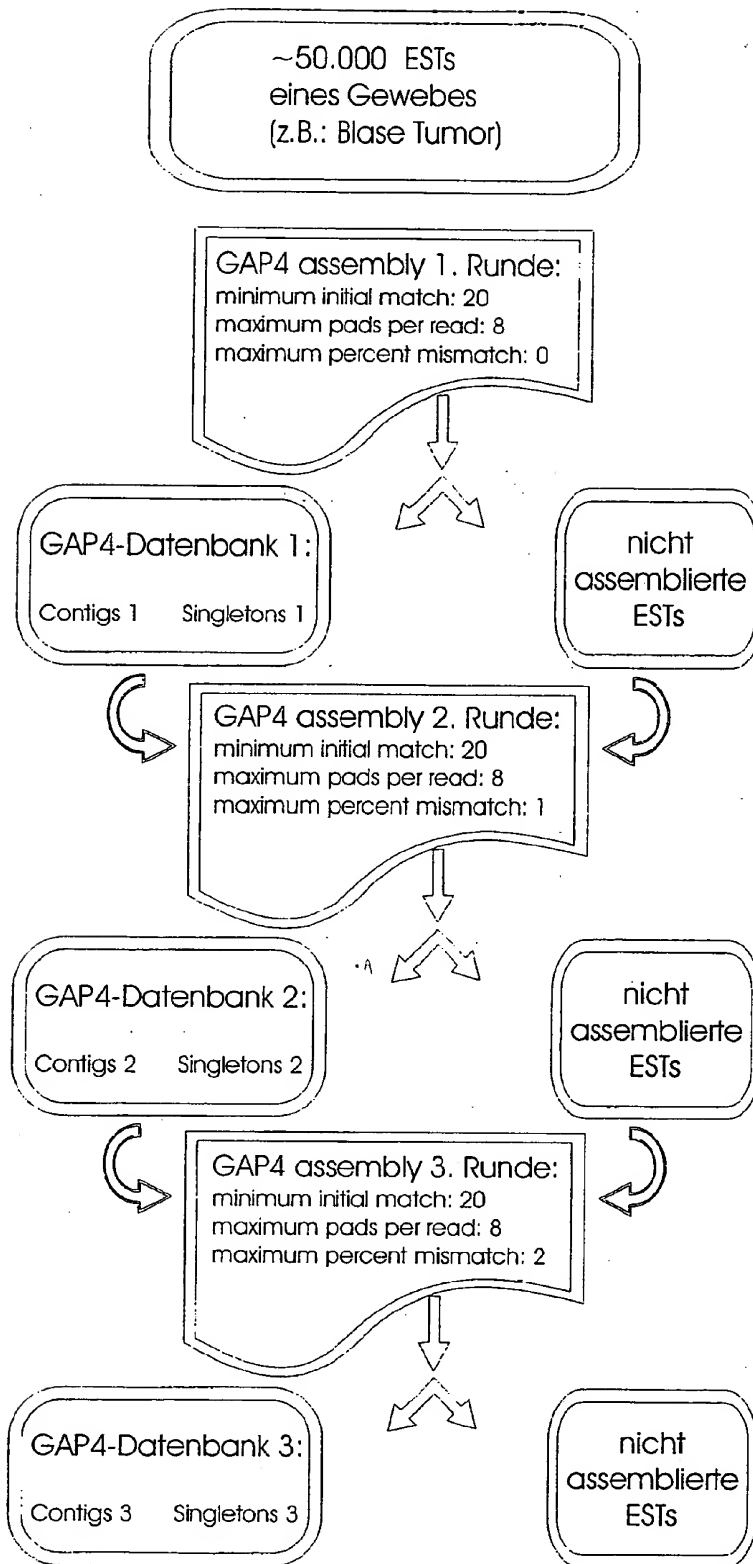 ~50.000 ESTs
eines Gewebes
(z.B.: Blase Tumor)
GAP4 assembly 1. Runde:
minimum initial match: 20
maximum pads per read: 8
maximum percent mismatch: 0
GAP4-Datenbank 1:
Contigs 1 Singletons 1
nicht
assemblierte
ESTs
GAP4 assembly 2. Runde:
minimum initial match: 20
maximum pads per read: 8
maximum percent mismatch: 1
A
GAP4-Datenbank 2:
Contigs 2 Singletons 2
nicht
assemblierte
ESTs
GAP4 assembly 3. Runde:
minimum initial match: 20
maximum pads per read: 8
maximum percent mismatch: 2
GAP4-Datenbank 3:
Contigs 3 Singletons 3
nicht
assemblierte
ESTs